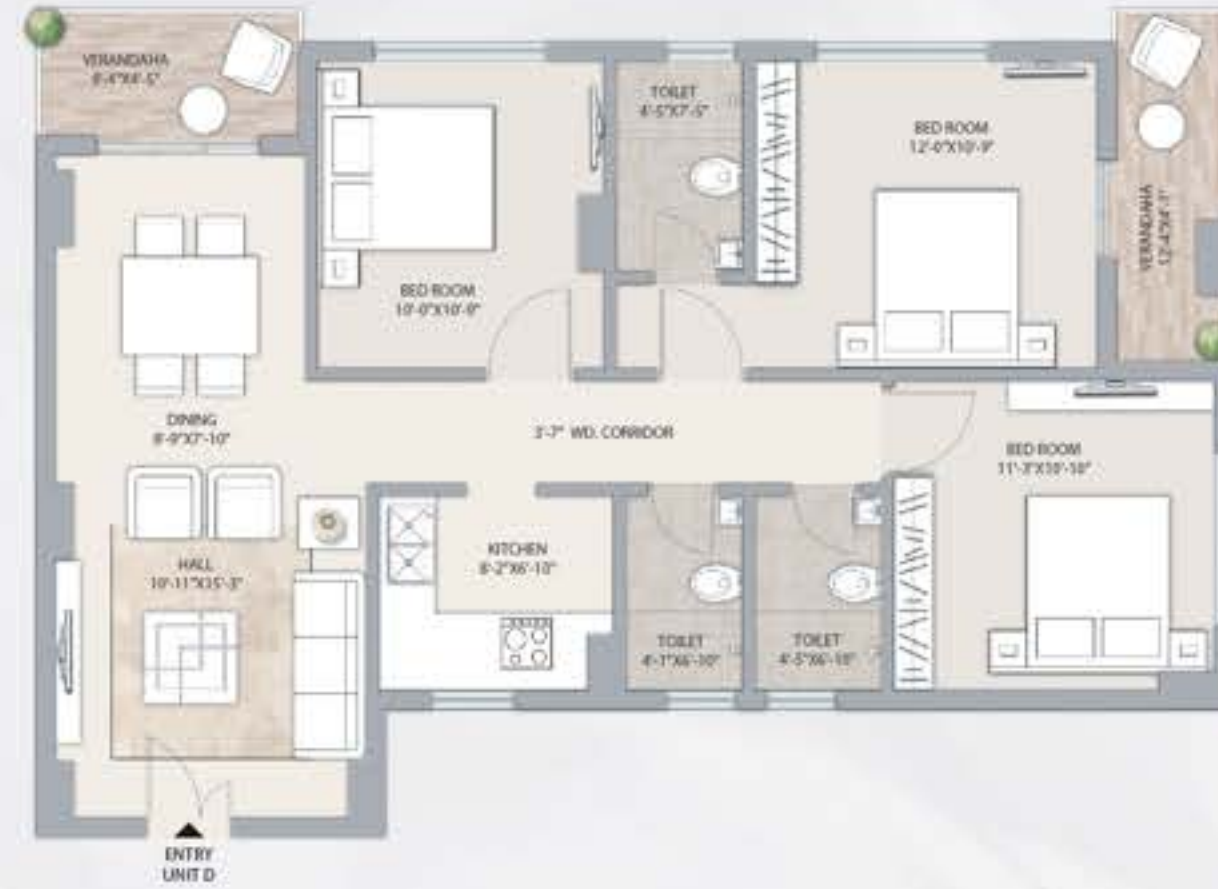 VERANDAHA
TOILET
4'-5"X7'-5"
BED ROOM
12'-0"X10'-9"
VERANDAHA
12'-4"X4'-1"
BED ROOM
10'-0"X10'-9"
DINING
8'-9"X7'-10"
3'-7" WD. CORRIDOR
BED ROOM
11'-3"X10'-10"
HALL
10'-11"X15'-3"
KITCHEN
8'-2"X6'-10"
TOILET
4'-1"X6'-10"
TOILET
4'-5"X6'-10"
ENTRY
UNIT D